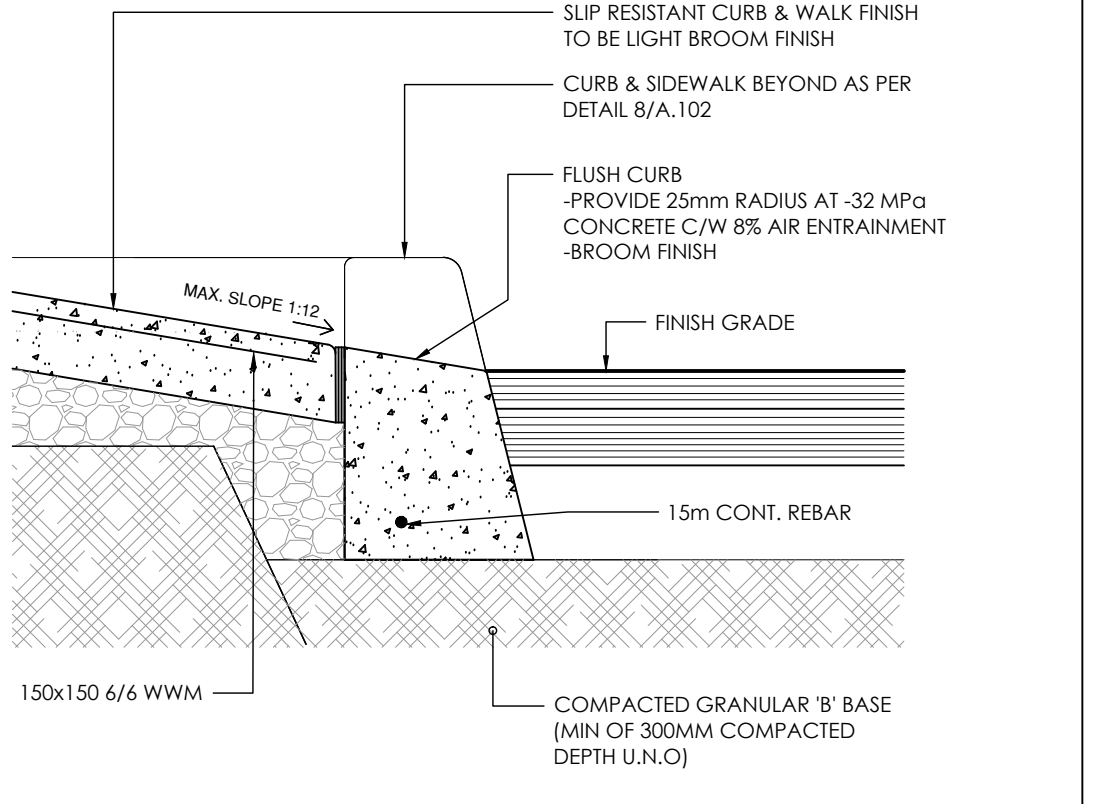 SLIP RESISTANT CURB & WALK FINISH
TO BE LIGHT BROOM FINISH
CURB & SIDEWALK BEYOND AS PER
DETAIL 8/A.102
FLUSH CURB
-PROVIDE 25mm RADIUS AT -32 MPa
CONCRETE C/W 8% AIR ENTRAINMENT
-BROOM FINISH
MAX. SLOPE 1:12
FINISH GRADE
15m CONT. REBAR
150x150 6/6 WWM
COMPACTED GRANULAR 'B' BASE
(MIN OF 300MM COMPACTED
DEPTH U.N.O)